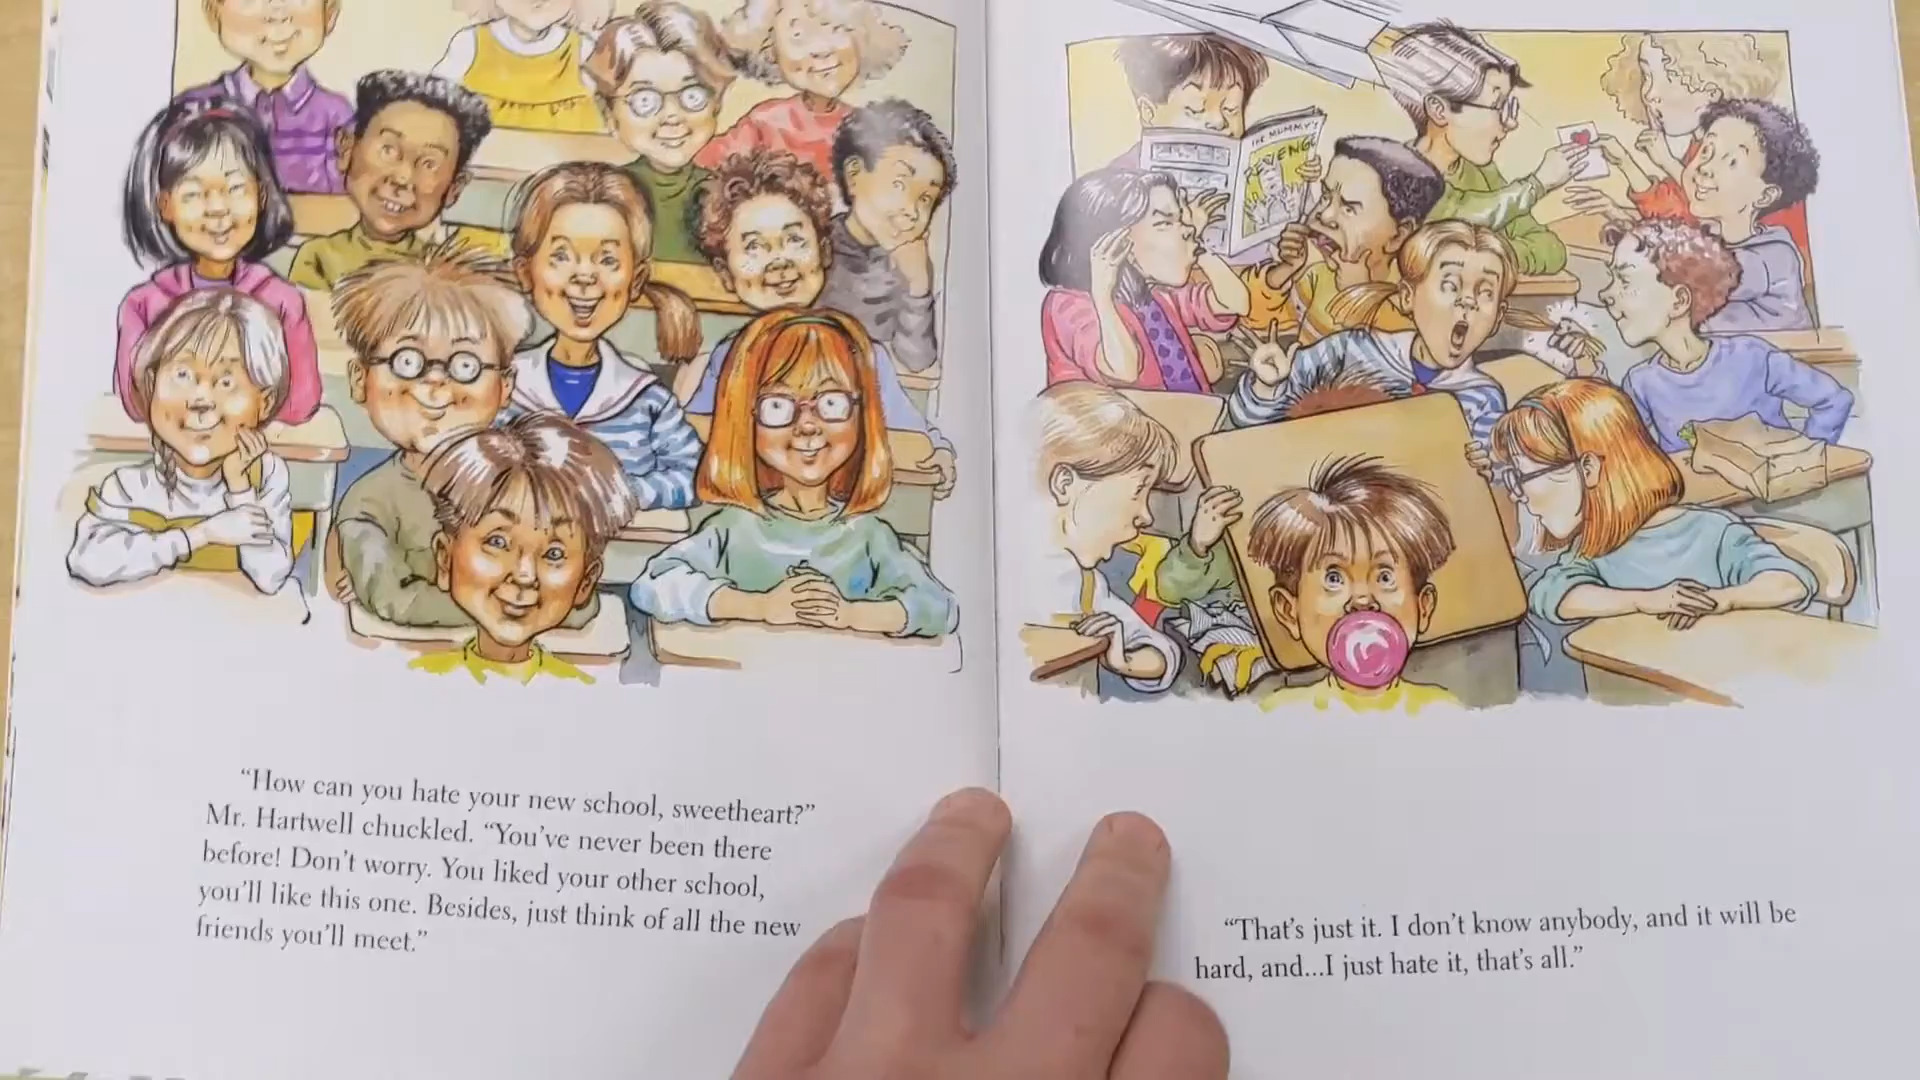 “How can you hate your new school, sweetheart?”
Mr. Hartwell chuckled. “You’ve never been there
before! Don’t worry. You liked your other school,
you’ll like this one. Besides, just think of all the new
friends you’ll meet.”
THE MUMMY'S
REVENGE
“That’s just it. I don’t know anybody, and it will be
hard, and...I just hate it, that’s all.”